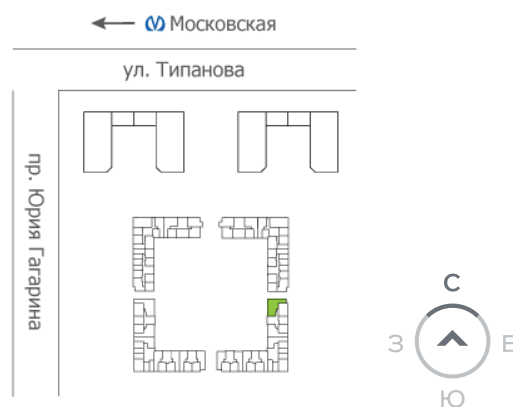 Московская
ул. Типанова
пр. Юрия Гагарина
С
З
В
Ю